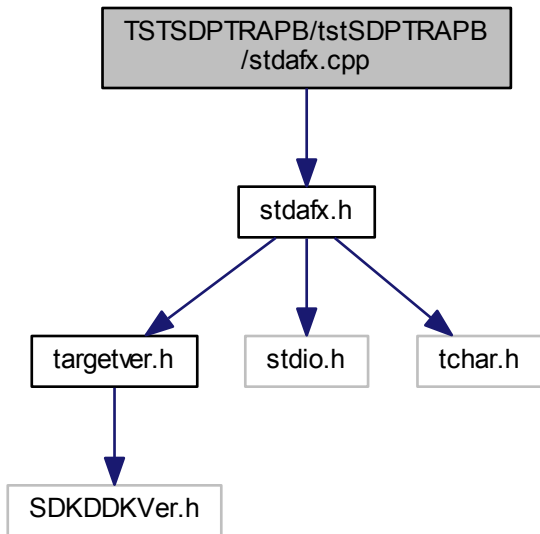 TSTSDPTRAPB/tstSDPTRAPB
/stdafx.cpp
stdafx.h
targetver.h
stdio.h
tchar.h
SDKDDKVer.h